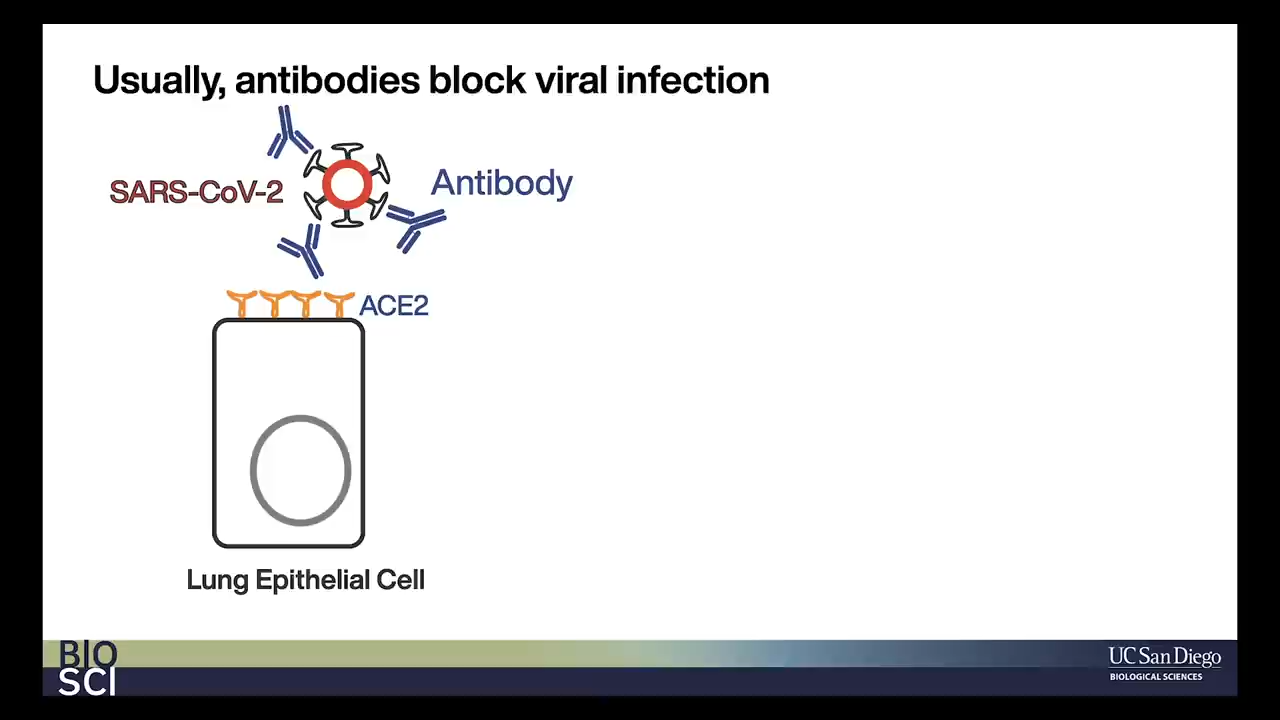 Usually, antibodies block viral infection
SARS-CoV-2
Antibody
ACE2
Lung Epithelial Cell
BIO
SCI
UC San Diego
BIOLOGICAL SCIENCES